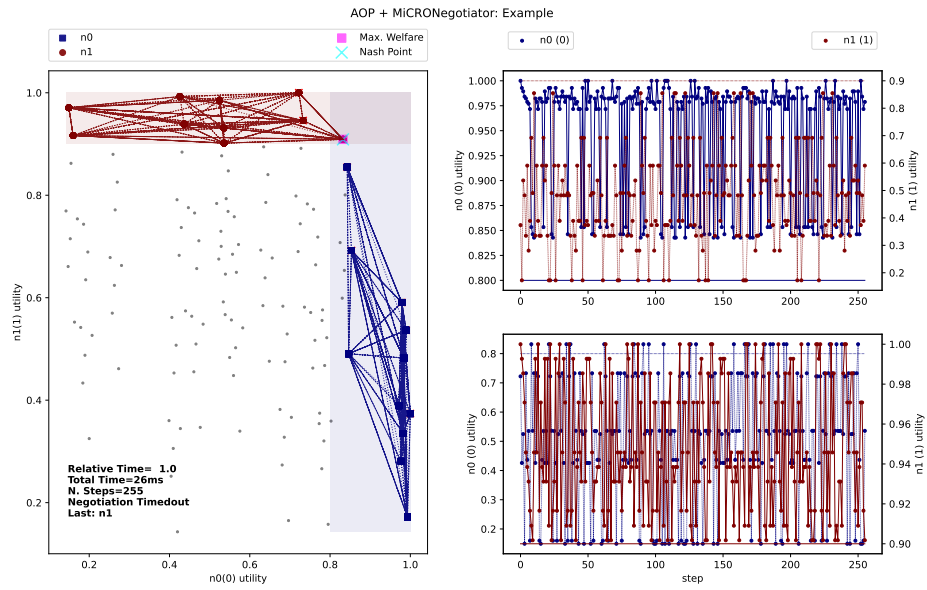 AOP + MiCRONegotiator: Example
n0
n1
Max. Welfare
Nash Point
n0 (0)
n1 (1)
n1(1) utility
1.0
0.8
0.6
0.4
0.2
Relative Time= 1.0
Total Time=26ms
N. Steps=255
Negotiation Timedout
Last: n1
0.2
0.4
0.6
0.8
1.0
n0(0) utility
n0 (0) utility
1.000
0.975
0.950
0.925
0.900
0.875
0.850
0.825
0.800
0.9
0.8
0.7
0.6
0.5
0.4
0.3
0.2
n1 (1) utility
0
50
100
150
200
250
n0 (0) utility
0.8
0.7
0.6
0.5
0.4
0.3
0.2
1.00
0.98
0.96
0.94
0.92
0.90
n1 (1) utility
0
50
100
150
200
250
step